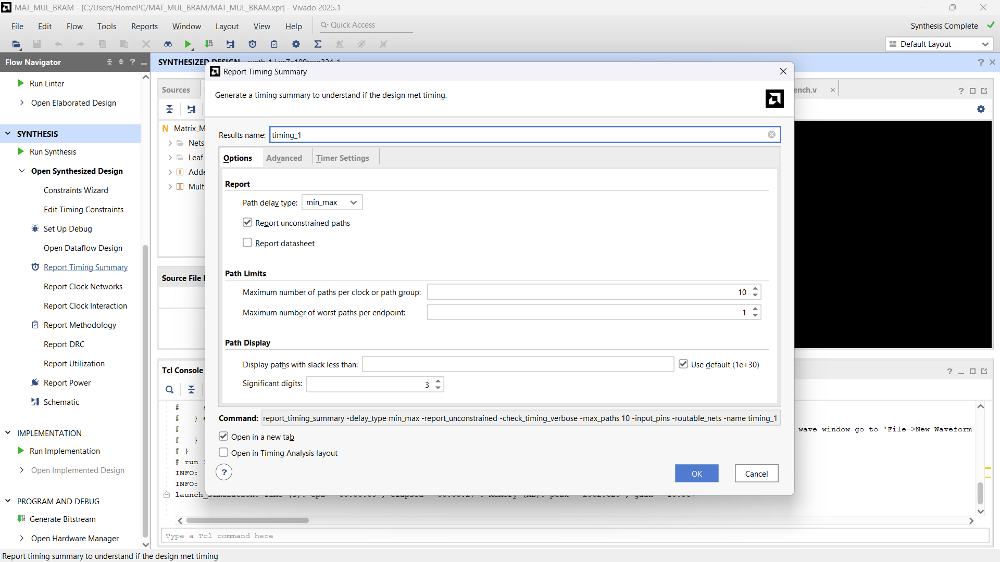 MAT_MUL_BRAM - [C:/Users/HomePC/MAT_MUL_BRAM/MAT_MUL_BRAM.xpr] - Vivado 2025.1
File Edit Flow Tools Reports Window Layout View Help Quick Access
Synthesis Complete
Default Layout
Flow Navigator
Run Linter
Open Elaborated Design
SYNTHESIS
Run Synthesis
Open Synthesized Design
Constraints Wizard
Edit Timing Constraints
Set Up Debug
Open Dataflow Design
Report Timing Summary
Report Clock Networks
Report Clock Interaction
Report Methodology
Report DRC
Report Utilization
Report Power
Schematic
IMPLEMENTATION
Run Implementation
Open Implemented Design
PROGRAM AND DEBUG
Generate Bitstream
Open Hardware Manager
SYNTHESIZED DESIGN
Sources
ench.v
Matrix_M
Nets
Leaf
Adde
Multi
Source File
Report Timing Summary
Generate a timing summary to understand if the design met timing.
Results name: timing_1
Options Advanced Timer Settings
Report
Path delay type: min_max
Report unconstrained paths
Report datasheet
Path Limits
Maximum number of paths per clock or path group: 10
Maximum number of worst paths per endpoint: 1
Path Display
Display paths with slack less than: Use default (1e+30)
Significant digits: 3
Command: report_timing_summary -delay_type min_max -report_unconstrained -check_timing_verbose -max_paths 10 -input_pins -routable_nets -name timing_1
Open in a new tab
Open in Timing Analysis layout
? OK Cancel
Tcl Console
#
# } e
# wave window go to 'File->New Waveform
# }
# }
# run
INFO:
INFO:
launch_simulation:
Type a Tcl command here
Report timing summary to understand if the design met timing